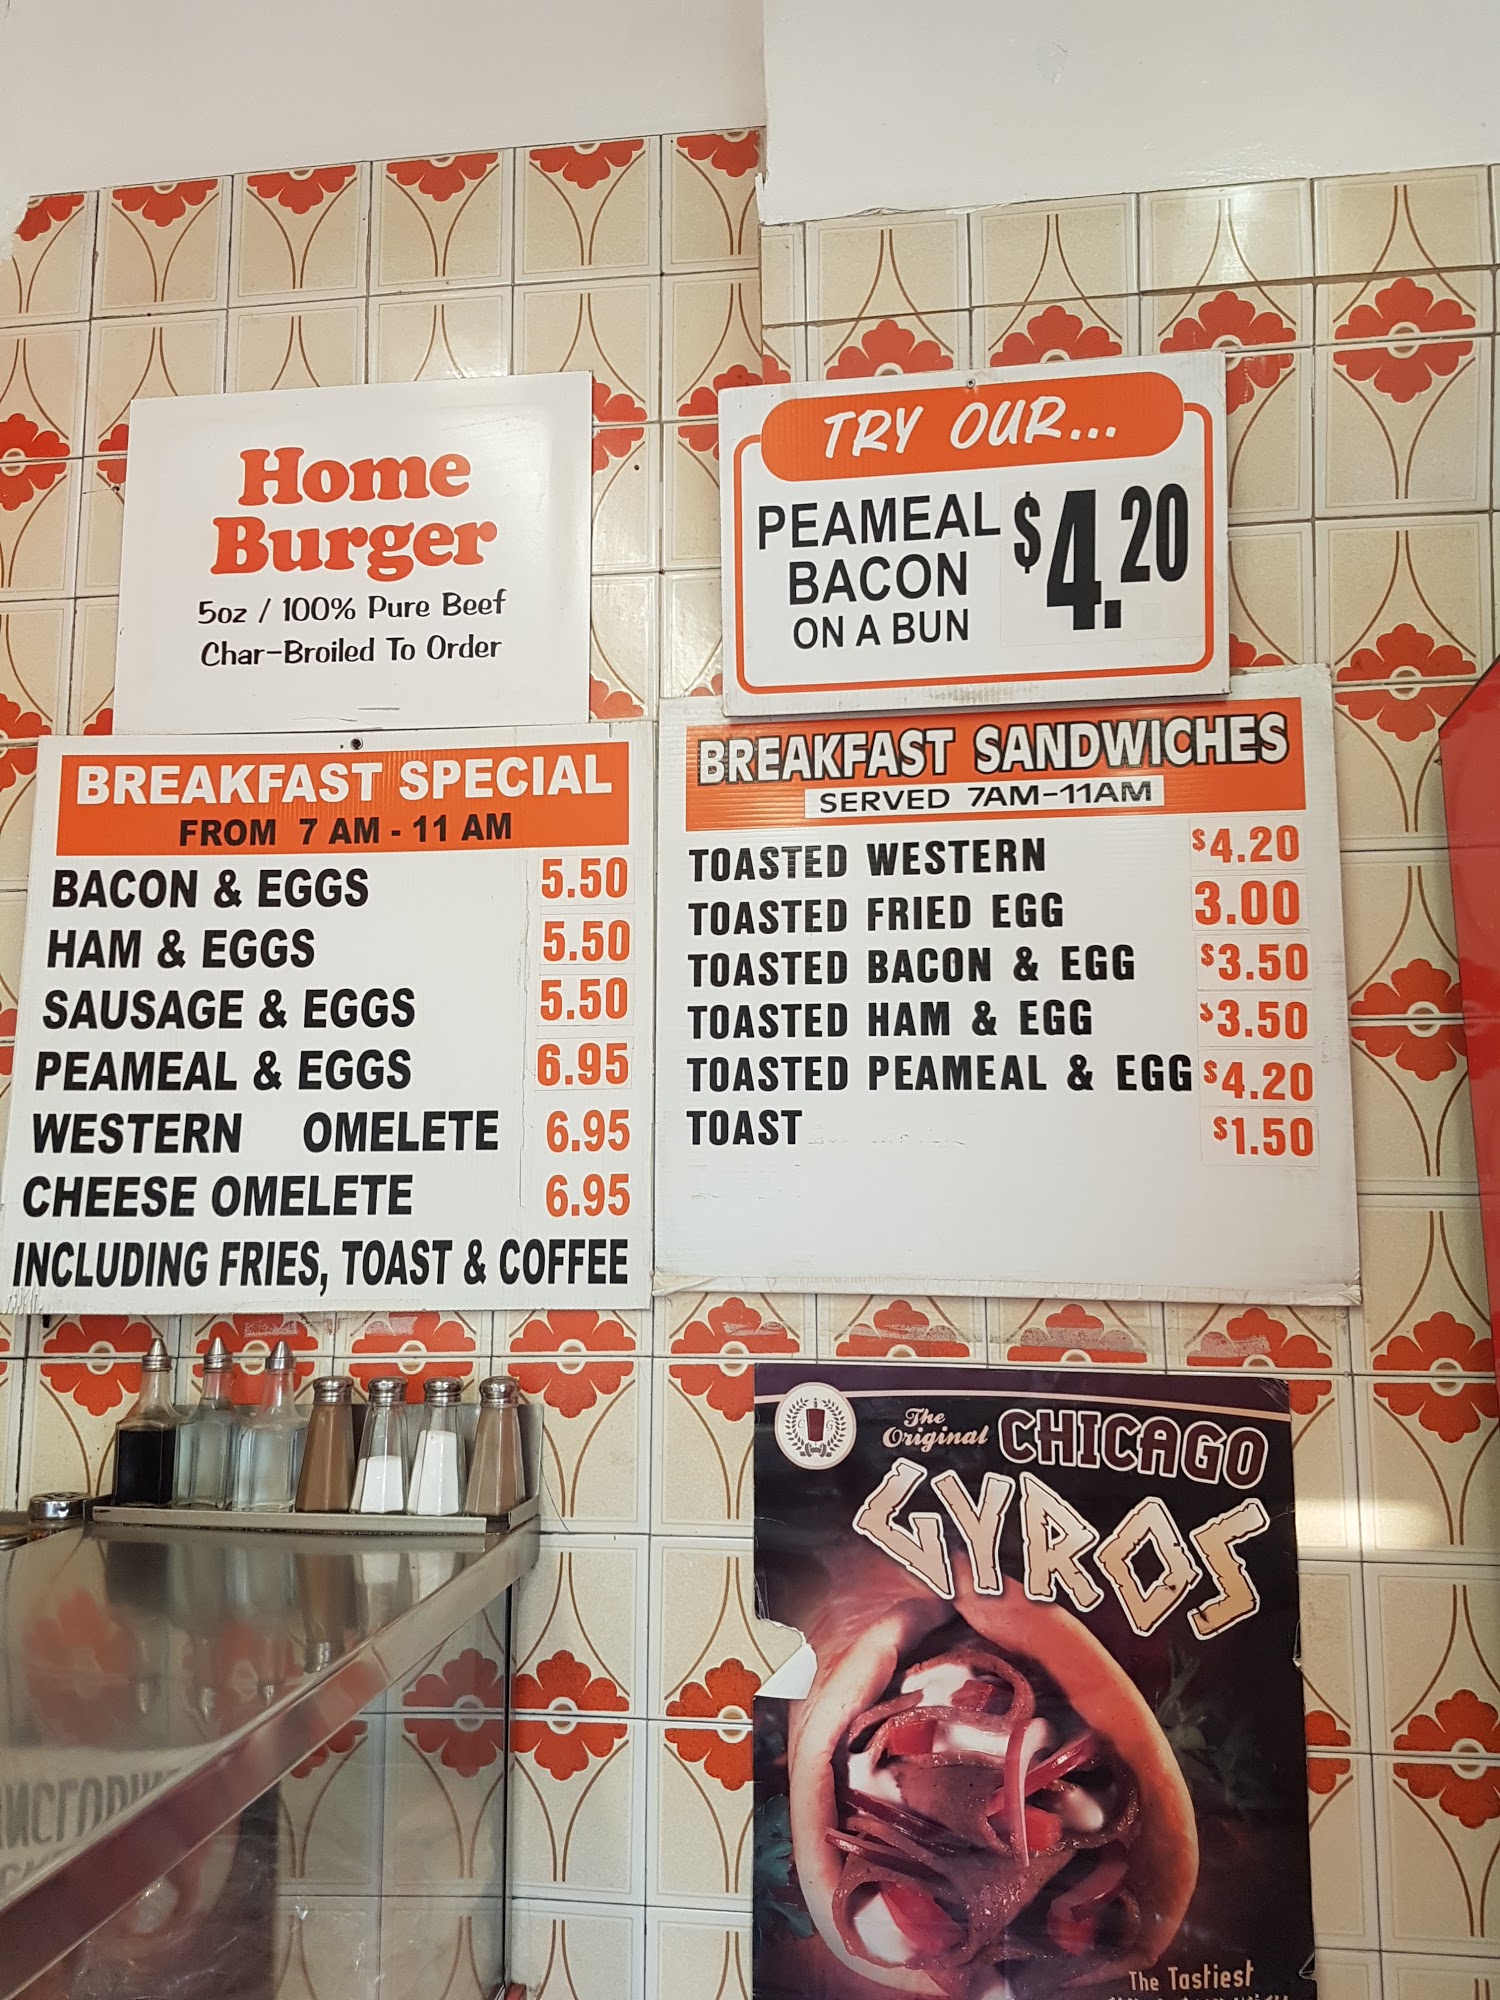 Home
Burger
5oz / 100% Pure Beef
Char-Broiled To Order
TRY OUR...
PEAMEAL
BACON
ON A BUN
$4.20
BREAKFAST SPECIAL
FROM 7 AM - 11 AM
BACON & EGGS 5.50
HAM & EGGS 5.50
SAUSAGE & EGGS 5.50
PEAMEAL & EGGS 6.95
WESTERN OMELETE 6.95
CHEESE OMELETE 6.95
INCLUDING FRIES, TOAST & COFFEE
BREAKFAST SANDWICHES
SERVED 7AM-11AM
TOASTED WESTERN $4.20
TOASTED FRIED EGG 3.00
TOASTED BACON & EGG $3.50
TOASTED HAM & EGG $3.50
TOASTED PEAMEAL & EGG $4.20
TOAST $1.50
The Original CHICAGO
GYROS
The Tastiest